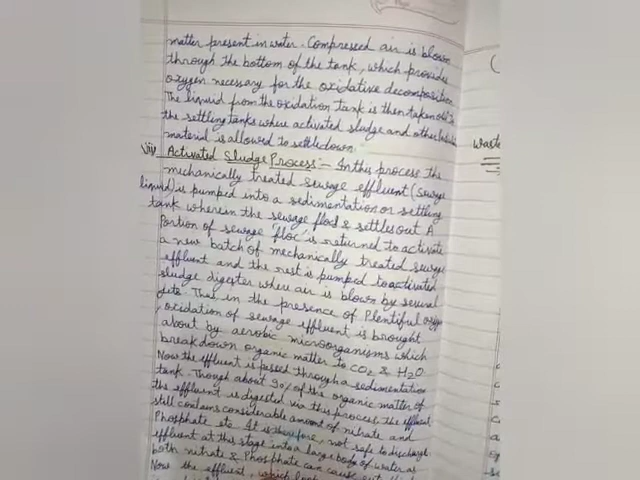 matter present in water. Compressed air is blown
through the bottom of the tank, which provides
oxygen necessary for the oxidative decomposition
The liquid from the oxidation tank is then taken
the settling tanks where activated sludge and other
material is allowed to settle down.
Activated Sludge Process:- In this process the
mechanically treated sewage effluent (sewage
liquid) is pumped into a sedimentation or settling
tank wherein the sewage floc & settles out A
Portion of sewage 'floc' is returned to activate
a new batch of mechanically treated sewage
effluent and the rest is pumped to activated
sludge digester where air is blown by several
jets. That in the presence of Plentiful oxygen
, oxidation of sewage effluent is brought
about by aerobic microorganisms which
breakdown organic matter to CO2 & H2O.
Now the effluent is passed through a sedimentation
tank. Though about 90% of the organic matter of
the effluent is digested via this process, the effluent
still contains considerable amount of nitrate and
Phosphate etc. It is therefore, not safe to discharge
effluent at this stage into a large body of water as
both nitrate & Phosphate can cause
Now the effluent, which
waste